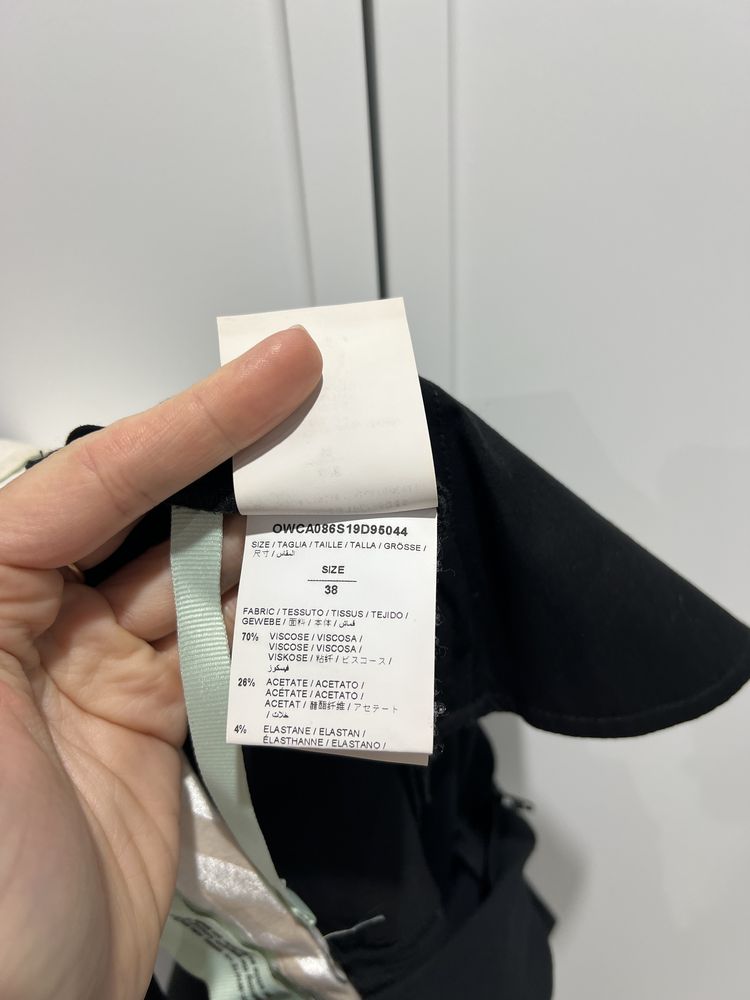 OWCA086S19D95044
SIZE / TAGLIA / TAILLE / TALLA / GRÖSSE /
尺寸 / المقاس
SIZE
38
FABRIC / TESSUTO / TISSUS / TEJIDO /
GEWEBE / 面料 / 本体 / قماش
70% VISCOSE / VISCOSA /
VISCOSE / VISCOSA /
VISKOSE / 粘纤 / ビスコース /
فيسكوز
26% ACETATE / ACETATO /
ACÉTATE / ACETATO /
ACETAT / 醋酯纤维 / アセテート
/ خلات
4% ELASTANE / ELASTAN /
ÉLASTHANNE / ELASTANO /